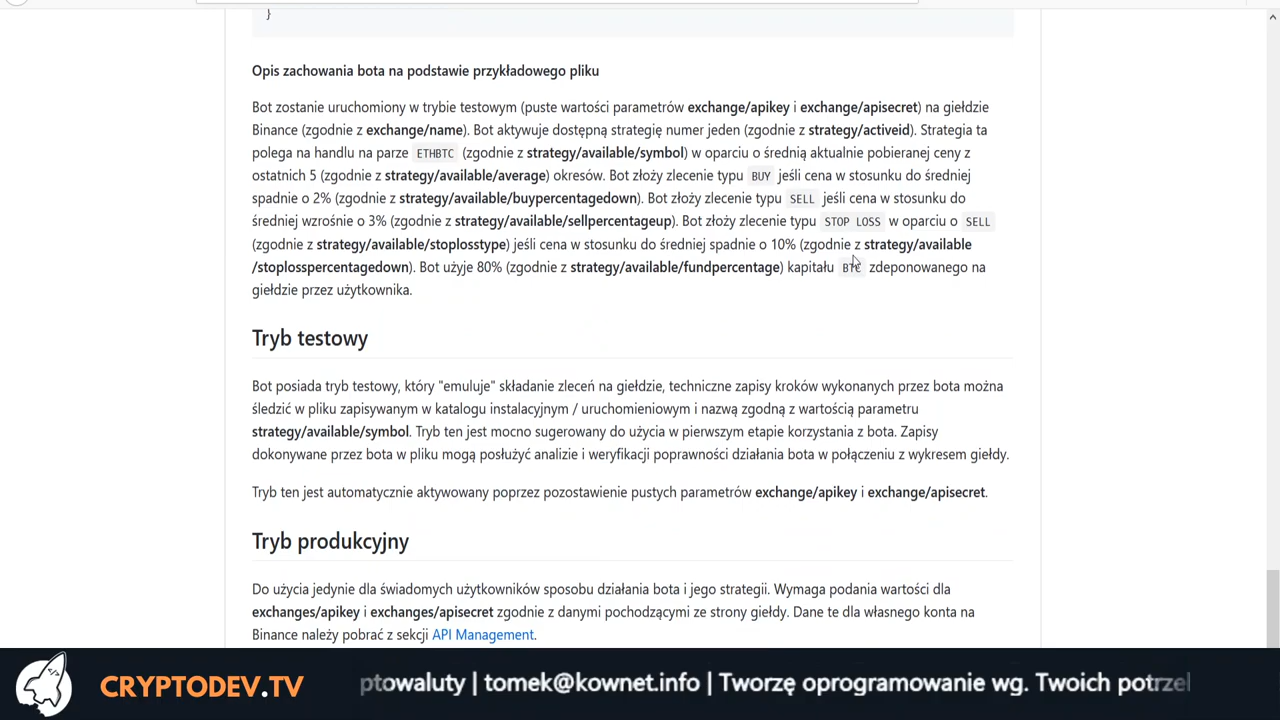 }
Opis zachowania bota na podstawie przykładowego pliku
Bot zostanie uruchomiony w trybie testowym (puste wartości parametrów exchange/apikey i exchange/apisecret) na giełdzie
Binance (zgodnie z exchange/name). Bot aktywuje dostępną strategię numer jeden (zgodnie z strategy/activeid). Strategia ta
polega na handlu na parze ETHBTC (zgodnie z strategy/available/symbol) w oparciu o średnią aktualnie pobieranej ceny z
ostatnich 5 (zgodnie z strategy/available/average) okresów. Bot złoży zlecenie typu BUY jeśli cena w stosunku do średniej
spadnie o 2% (zgodnie z strategy/available/buypercentagedown). Bot złoży zlecenie typu SELL jeśli cena w stosunku do
średniej wzrośnie o 3% (zgodnie z strategy/available/sellpercentageup). Bot złoży zlecenie typu STOP LOSS w oparciu o SELL
(zgodnie z strategy/available/stoplosstype) jeśli cena w stosunku do średniej spadnie o 10% (zgodnie z strategy/available
/stoplosspercentagedown). Bot użyje 80% (zgodnie z strategy/available/fundpercentage) kapitału BTC zdeponowanego na
giełdzie przez użytkownika.
Tryb testowy
Bot posiada tryb testowy, który "emuluje" składanie zleceń na giełdzie, techniczne zapisy kroków wykonanych przez bota można
śledzić w pliku zapisywanym w katalogu instalacyjnym / uruchomieniowym i nazwą zgodną z wartością parametru
strategy/available/symbol. Tryb ten jest mocno sugerowany do użycia w pierwszym etapie korzystania z bota. Zapisy
dokonywane przez bota w pliku mogą posłużyć analizie i weryfikacji poprawności działania bota w połączeniu z wykresem giełdy.
Tryb ten jest automatycznie aktywowany poprzez pozostawienie pustych parametrów exchange/apikey i exchange/apisecret.
Tryb produkcyjny
Do użycia jedynie dla świadomych użytkowników sposobu działania bota i jego strategii. Wymaga podania wartości dla
exchanges/apikey i exchanges/apisecret zgodnie z danymi pochodzącymi ze strony giełdy. Dane te dla własnego konta na
Binance należy pobrać z sekcji API Management.
CRYPTODEV.TV
ptowaluty | tomek@kownet.info | Tworzę oprogramowanie wg. Twoich potrzel